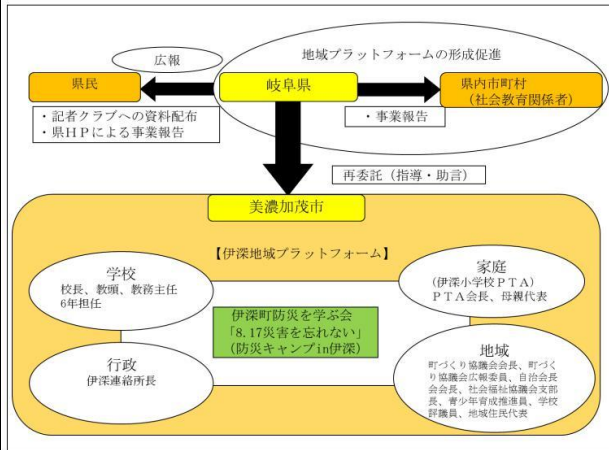 広報
地域プラットフォームの形成促進
県民
岐阜県
県内市町村
(社会教育関係者)
・記者クラブへの資料配布
・県HPによる事業報告
・事業報告
再委託(指導・助言)
美濃加茂市
【伊深地域プラットフォーム】
学校
校長、教頭、教務主任
6年担任
家庭
(伊深小学校PTA)
PTA会長、母親代表
伊深町防災を学ぶ会
「8.17災害を忘れない」
(防災キャンプin伊深)
行政
伊深連絡所長
地域
町づくり協議会会長、町づく
り協議会広報委員、自治会長
会会長、社会福祉協議会支部
長、青少年育成推進員、学校
評議員、地域住民代表